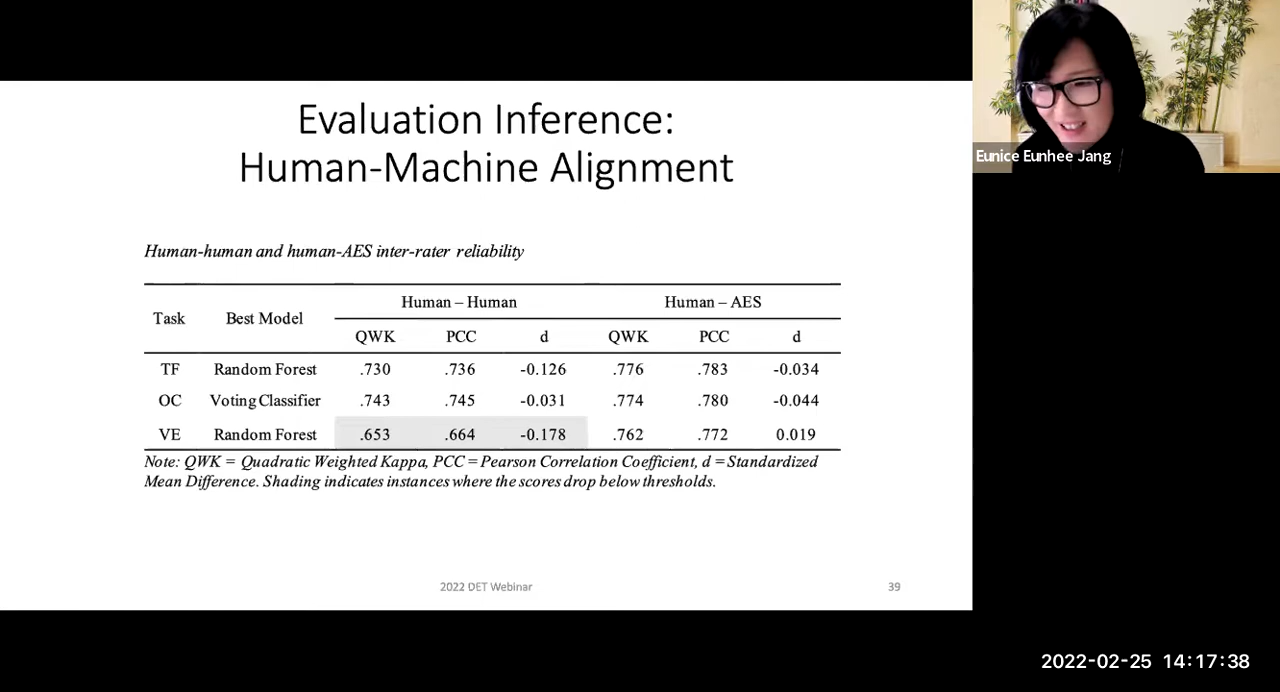 Evaluation Inference:
Human-Machine Alignment
Eunice Eunhee Jang
Human-human and human-AES inter-rater reliability
Task Best Model Human – Human Human – AES
QWK PCC d QWK PCC d
TF Random Forest .730 .736 -0.126 .776 .783 -0.034
OC Voting Classifier .743 .745 -0.031 .774 .780 -0.044
VE Random Forest .653 .664 -0.178 .762 .772 0.019
Note: QWK = Quadratic Weighted Kappa, PCC = Pearson Correlation Coefficient, d = Standardized
Mean Difference. Shading indicates instances where the scores drop below thresholds.
2022 DET Webinar 39
2022-02-25 14:17:38